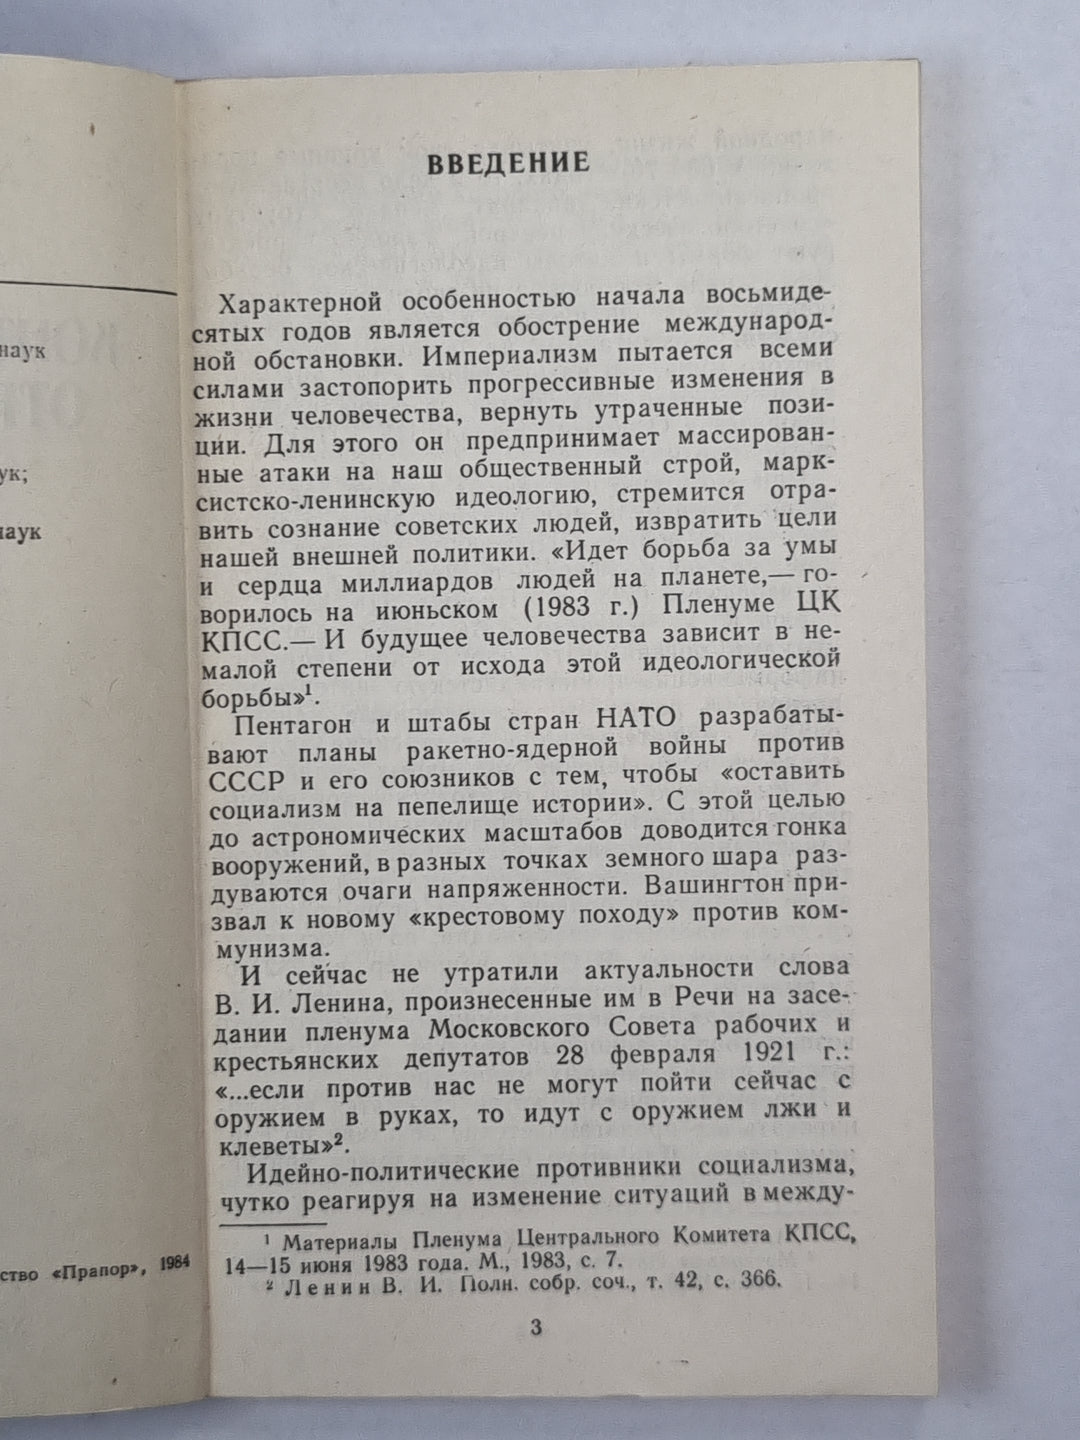 наук
ук;
наук
ство «Прапор», 1984
ВВЕДЕНИЕ
Характерной особенностью начала восьмиде-
сятых годов является обострение международ-
ной обстановки. Империализм пытается всеми
силами застопорить прогрессивные изменения в
жизни человечества, вернуть утраченные пози-
ции. Для этого он предпринимает массирован-
ные атаки на наш общественный строй, марк-
систско-ленинскую идеологию, стремится отра-
вить сознание советских людей, извратить цели
нашей внешней политики. «Идет борьба за умы
и сердца миллиардов людей на планете,— го-
ворилось на июньском (1983 г.) Пленуме ЦК
КПСС.— И будущее человечества зависит в не-
малой степени от исхода этой идеологической
борьбы»¹.
Пентагон и штабы стран НАТО разрабаты-
вают планы ракетно-ядерной войны против
СССР и его союзников с тем, чтобы «оставить
социализм на пепелище истории». С этой целью
до астрономических масштабов доводится гонка
вооружений, в разных точках земного шара раз-
дуваются очаги напряженности. Вашингтон при-
звал к новому «крестовому походу» против ком-
мунизма.
И сейчас не утратили актуальности слова
В. И. Ленина, произнесенные им в Речи на засе-
дании пленума Московского Совета рабочих и
крестьянских депутатов 28 февраля 1921 г.:
«...если против нас не могут пойти сейчас с
оружием в руках, то идут с оружием лжи и
клеветы»².
Идейно-политические противники социализма,
чутко реагируя на изменение ситуаций в между-
¹ Материалы Пленума Центрального Комитета КПСС,
14—15 июня 1983 года. М., 1983, с. 7.
² Ленин В. И. Полн. собр. соч., т. 42, с. 366.
3